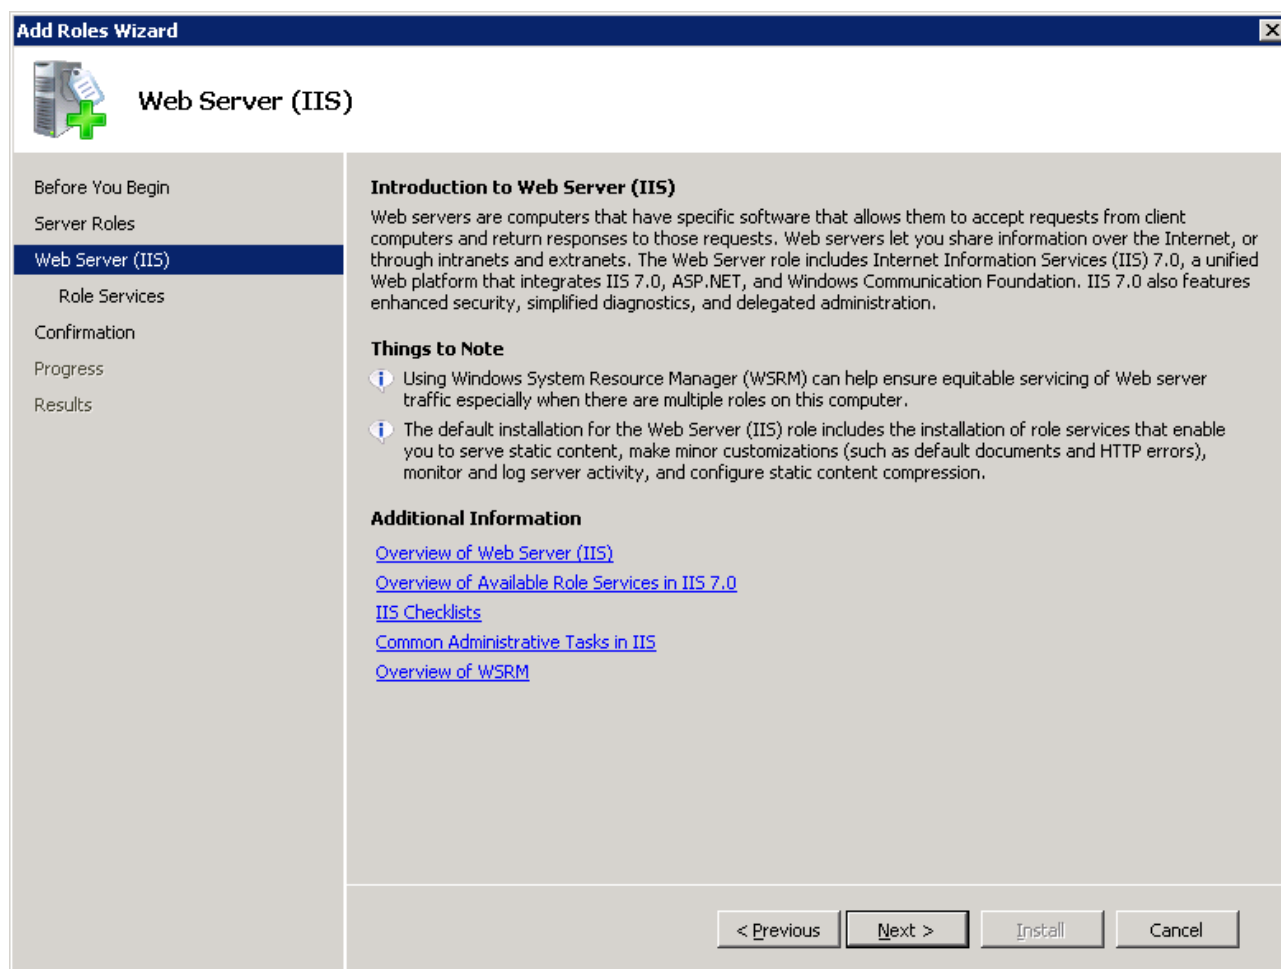 Add Roles Wizard
Web Server (IIS)
Before You Begin
Server Roles
Web Server (IIS)
Role Services
Confirmation
Progress
Results
Introduction to Web Server (IIS)
Web servers are computers that have specific software that allows them to accept requests from client
computers and return responses to those requests. Web servers let you share information over the Internet, or
through intranets and extranets. The Web Server role includes Internet Information Services (IIS) 7.0, a unified
Web platform that integrates IIS 7.0, ASP.NET, and Windows Communication Foundation. IIS 7.0 also features
enhanced security, simplified diagnostics, and delegated administration.
Things to Note
Using Windows System Resource Manager (WSRM) can help ensure equitable servicing of Web server
traffic especially when there are multiple roles on this computer.
The default installation for the Web Server (IIS) role includes the installation of role services that enable
you to serve static content, make minor customizations (such as default documents and HTTP errors),
monitor and log server activity, and configure static content compression.
Additional Information
Overview of Web Server (IIS)
Overview of Available Role Services in IIS 7.0
IIS Checklists
Common Administrative Tasks in IIS
Overview of WSRM
< Previous
Next >
Install
Cancel